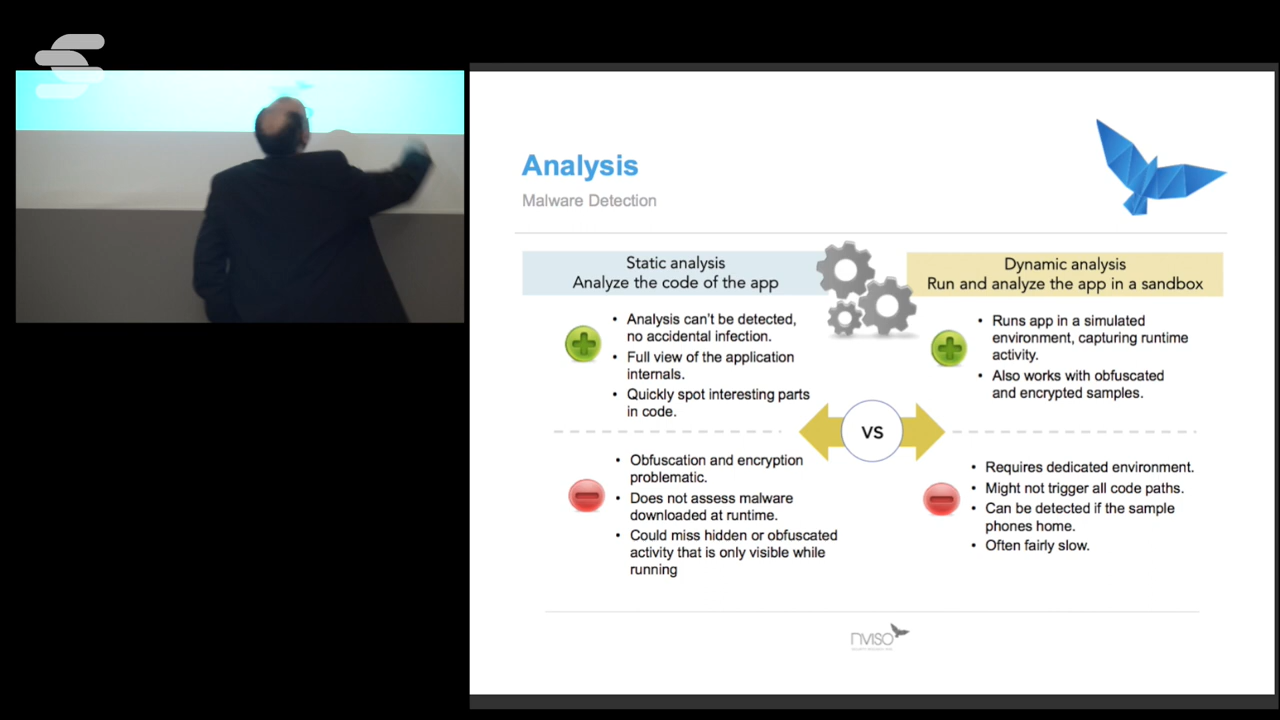 Analysis
Malware Detection
Static analysis
Analyze the code of the app
• Analysis can't be detected,
no accidental infection.
• Full view of the application
internals.
• Quickly spot interesting parts
in code.
Dynamic analysis
Run and analyze the app in a sandbox
• Runs app in a simulated
environment, capturing runtime
activity.
• Also works with obfuscated
and encrypted samples.
VS
• Obfuscation and encryption
problematic.
• Does not assess malware
downloaded at runtime.
• Could miss hidden or obfuscated
activity that is only visible while
running
• Requires dedicated environment.
• Might not trigger all code paths.
• Can be detected if the sample
phones home.
• Often fairly slow.
NVISO